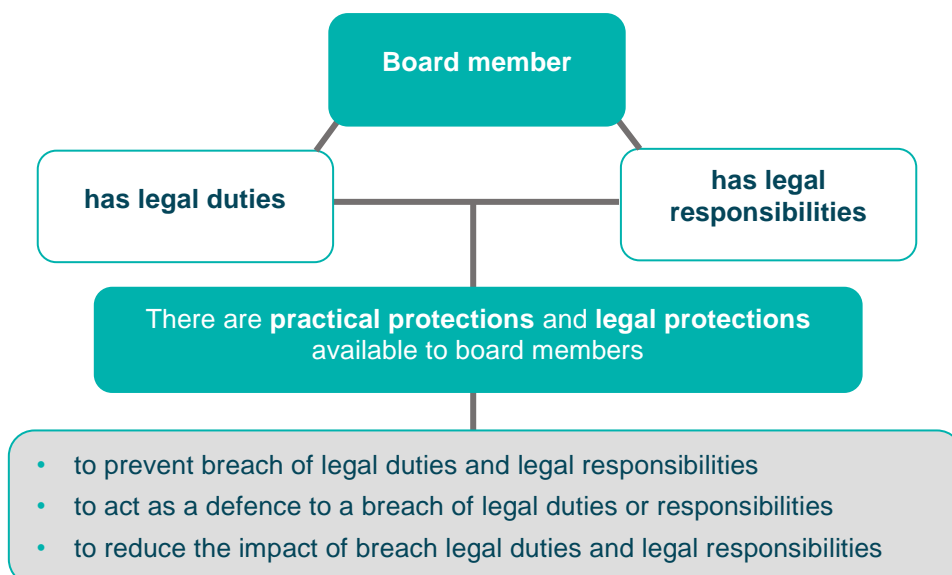 Board member
has legal duties
has legal
responsibilities
There are practical protections and legal protections
available to board members
• to prevent breach of legal duties and legal responsibilities
• to act as a defence to a breach of legal duties or responsibilities
• to reduce the impact of breach legal duties and legal responsibilities